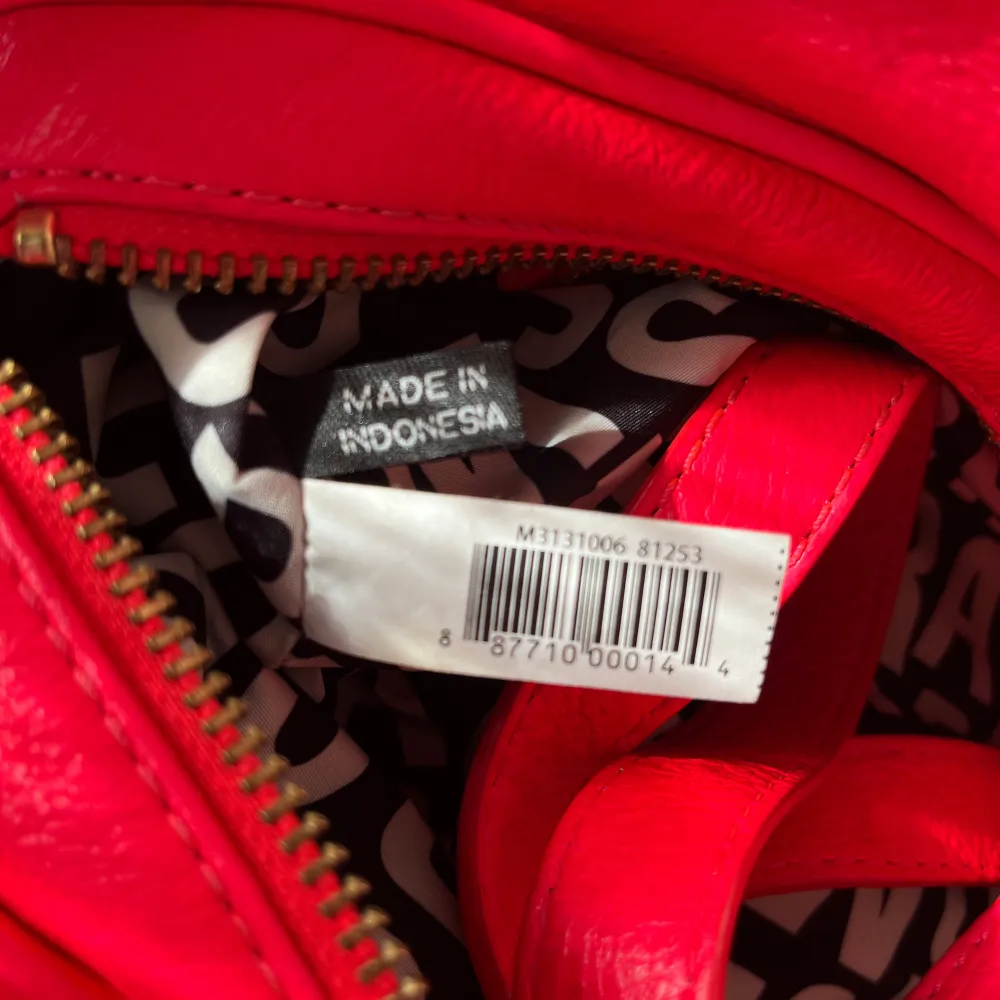 MADE IN
INDONESIA
M3131006 81253
8 87710 00014 4